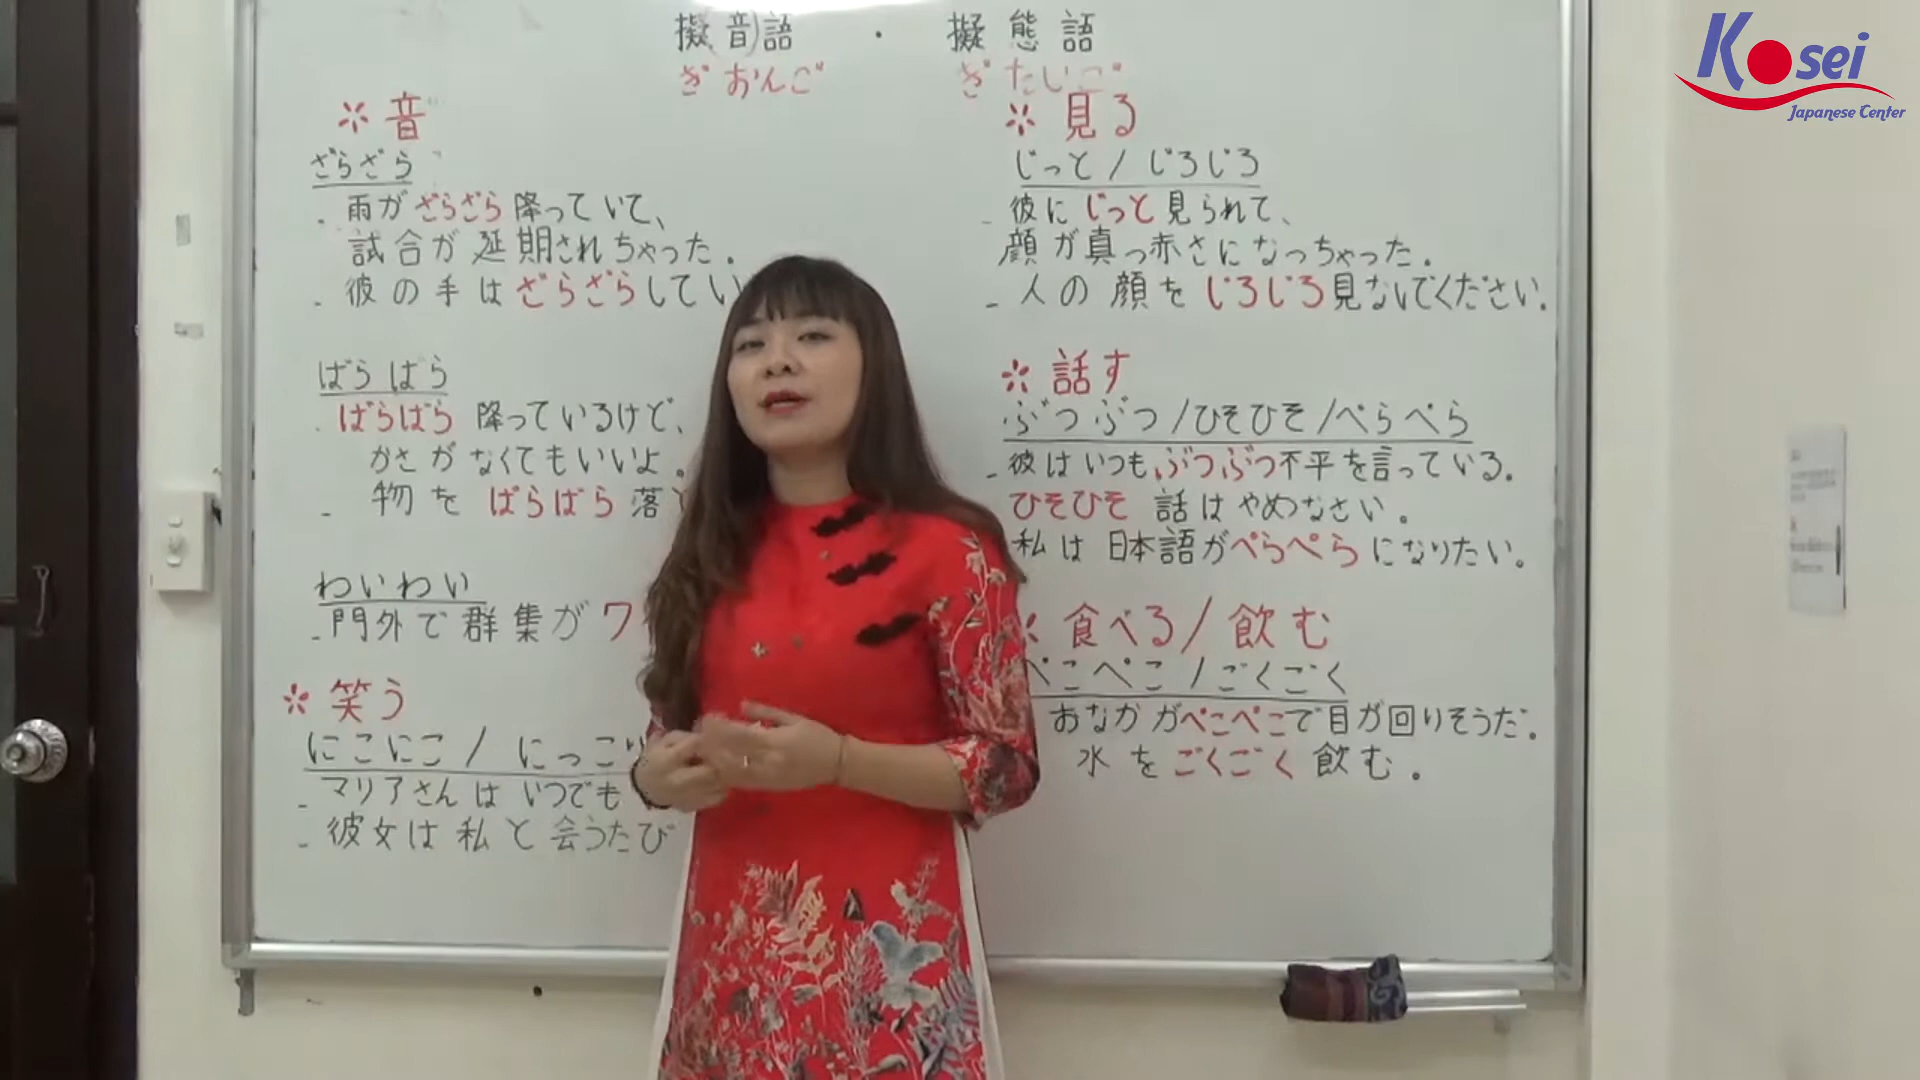 擬音語 ・ 擬態語
ぎおんご ぎたいご
* 音
ざらざら
. 雨がざらざら降っていて、
試合が延期されちゃった.
- 彼の手はざらざらしてい
ばらばら
. ばらばら降っているけど、
かさがなくてもいいよ。
- 物をぱらばら落
わいわい
- 門外で群集がワ
* 笑う
にこにこ / にっこり
- マリアさんはいつでも
- 彼女は私と会うたび
* 見る
じっと / じろじろ
- 彼にじっと見られて、
顔が真っ赤さになっちゃった.
- 人の顔をじろじろ見ないでください.
* 話す
ぶつぶつ/ひそひそ/ぺらぺら
- 彼はいつもぶつぶつ不平を言っている.
ひそひそ話はやめなさい。
私は日本語がぺらぺらになりたい。
* 食べる/飲む
ぺこぺこ / ごくごく
おなかがぺこぺこで目が回りそうだ.
水をごくごく飲む。
Kosei
Japanese Center